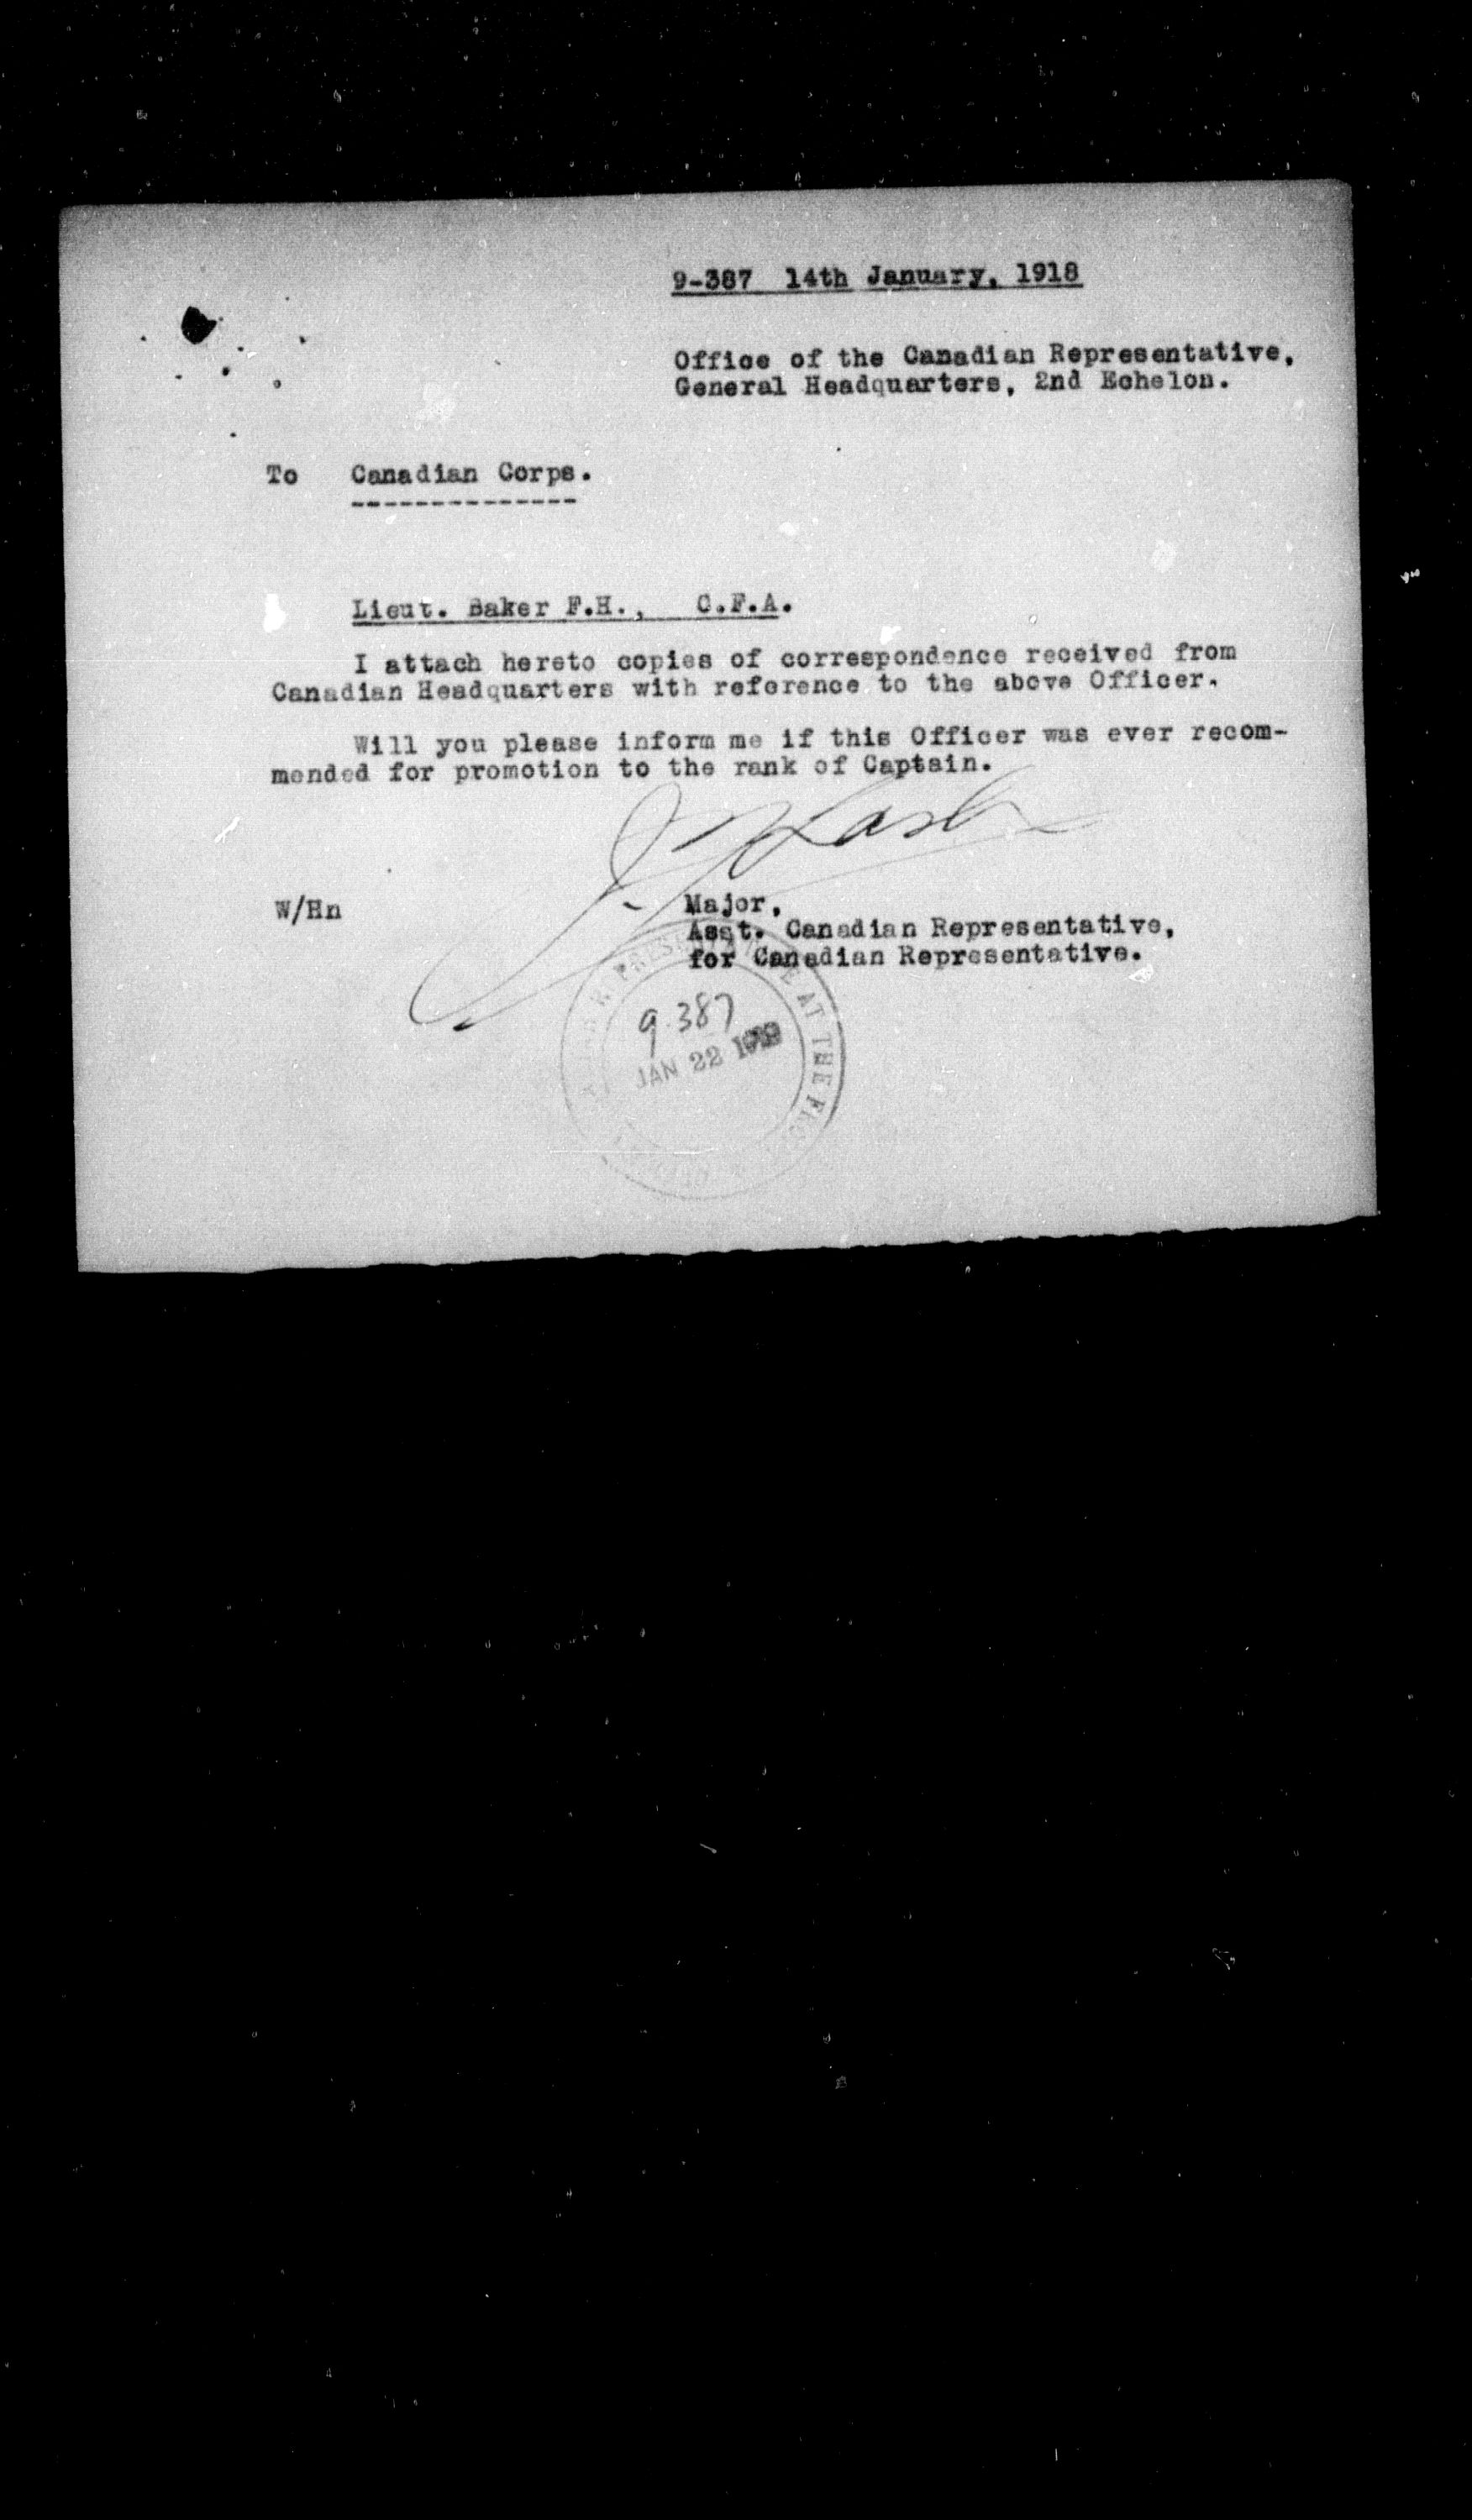 9-387 14th January, 1918
Office of the Canadian Representative,
General Headquarters, 2nd Echelon.
To Canadian Corps.
--------------
Lieut. Baker F.H., C.F.A.
I attach hereto copies of correspondence received from
Canadian Headquarters with reference to the above Officer.
Will you please inform me if this Officer was ever recom-
mended for promotion to the rank of Captain.
W/Hn
Major,
Asst. Canadian Representative,
for Canadian Representative.
AT THE
9.387
JAN 22